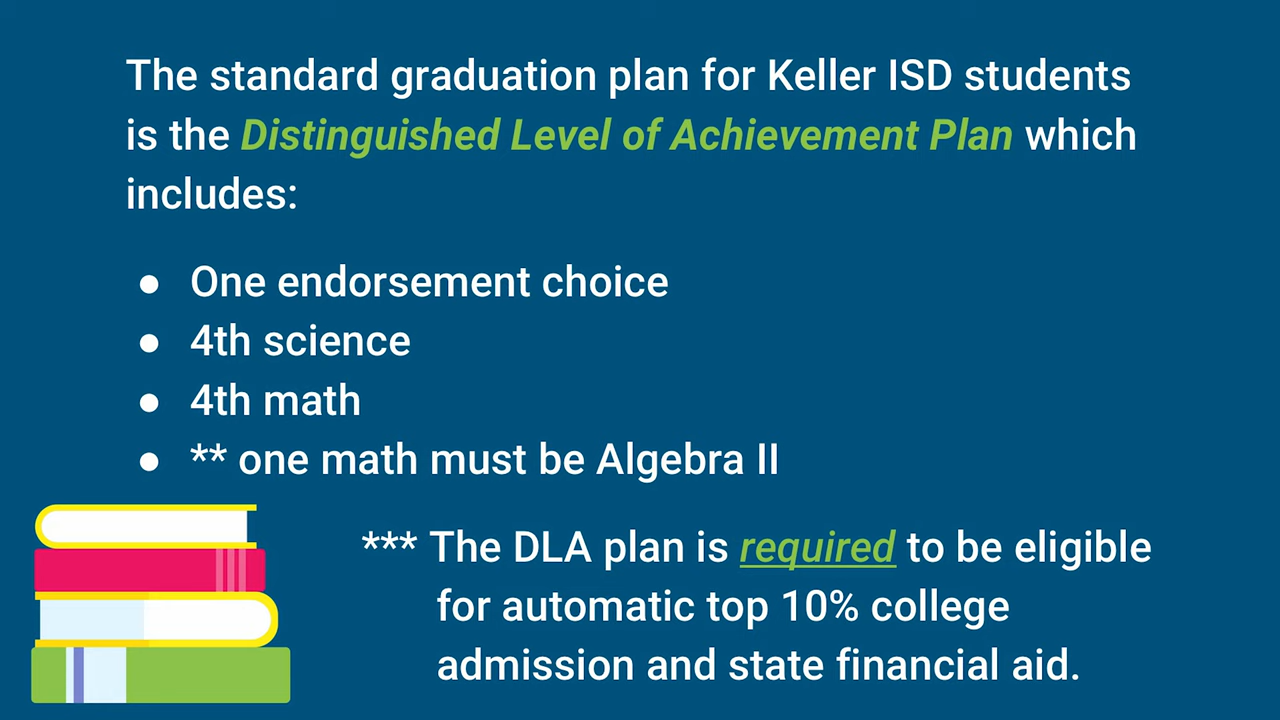 The standard graduation plan for Keller ISD students
is the Distinguished Level of Achievement Plan which
includes:
● One endorsement choice
● 4th science
● 4th math
● ** one math must be Algebra II
*** The DLA plan is required to be eligible
for automatic top 10% college
admission and state financial aid.